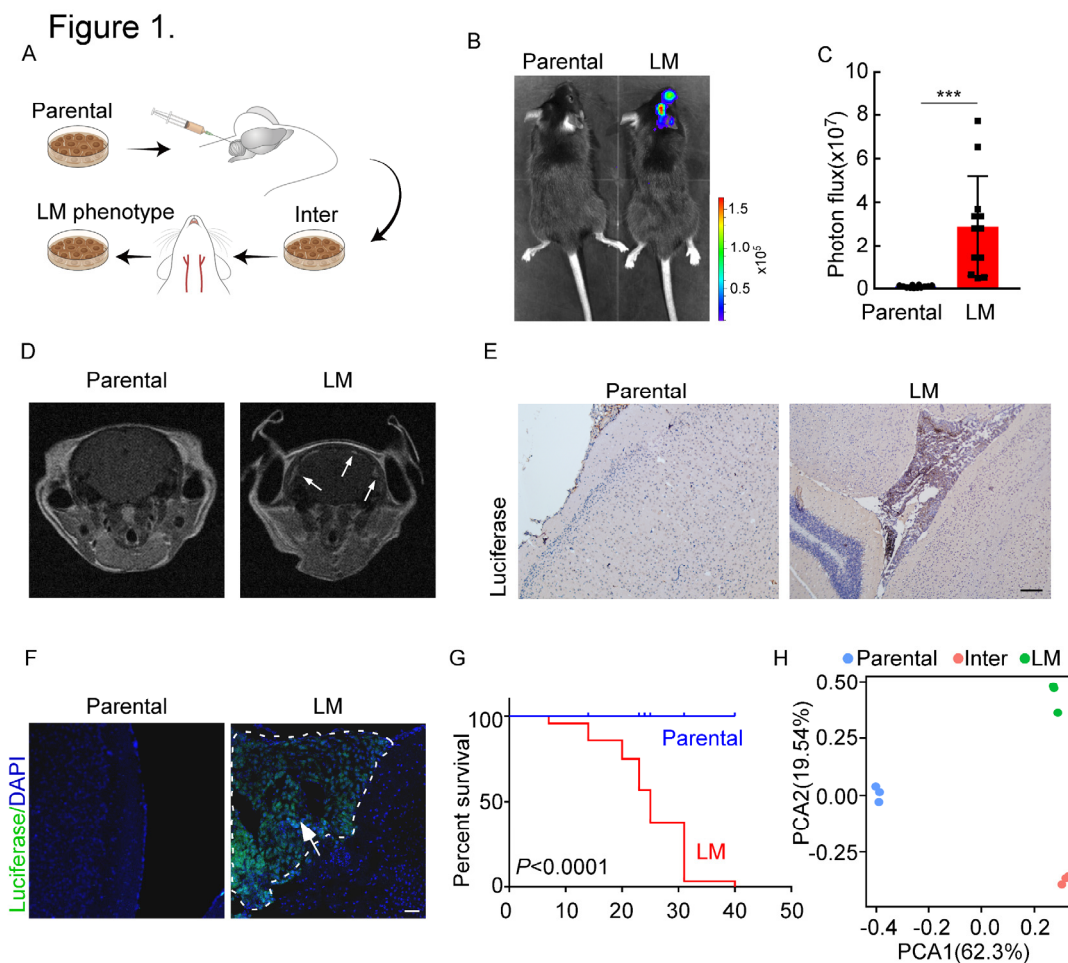 Figure 1.
A
Parental
LM phenotype
Inter
B
Parental
LM
1.5
1.0
0.5
x10⁵
C
10
8
6
4
2
0
Photon flux(x10⁷)
***
Parental
LM
D
Parental
LM
E
Parental
LM
Luciferase
F
Parental
LM
Luciferase/DAPI
G
100
50
0
Percent survival
Parental
LM
P<0.0001
0
10
20
30
40
50
H
Parental
Inter
LM
0.50
0.25
0.00
-0.25
PCA2(19.54%)
-0.4
-0.2
0.0
0.2
PCA1(62.3%)